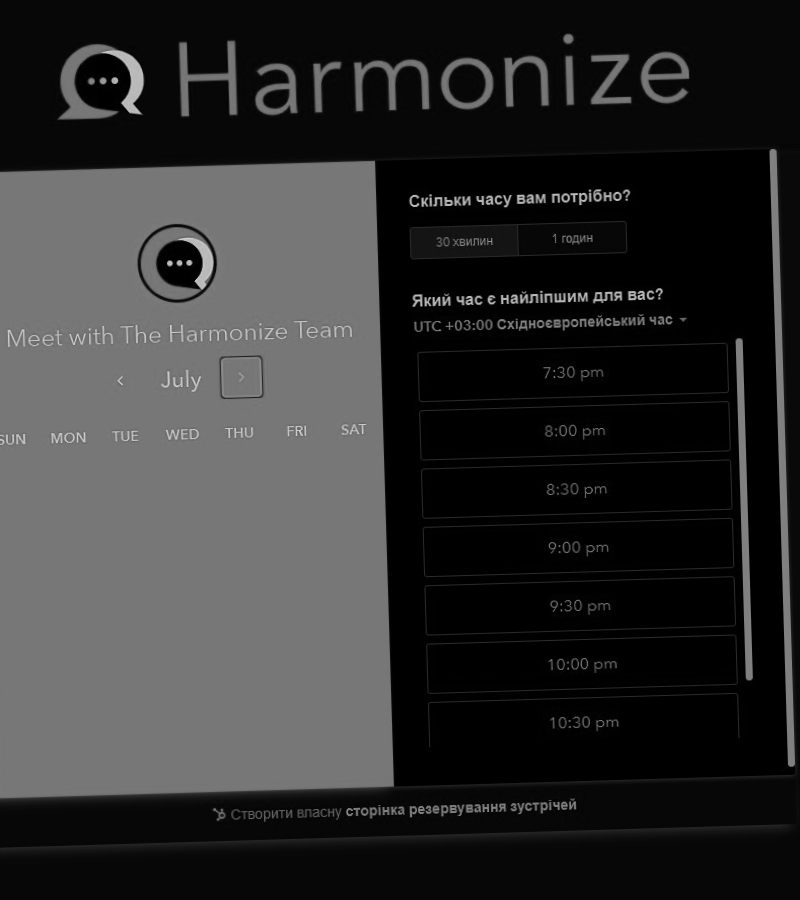 Harmonize
Meet with The Harmonize Team
July
SUN MON TUE WED THU FRI SAT
Скільки часу вам потрібно?
30 хвилин 1 годин
Який час є найліпшим для вас?
UTC +03:00 Східноєвропейський час
7:30 pm
8:00 pm
8:30 pm
9:00 pm
9:30 pm
10:00 pm
10:30 pm
Створити власну сторінка резервування зустрічей